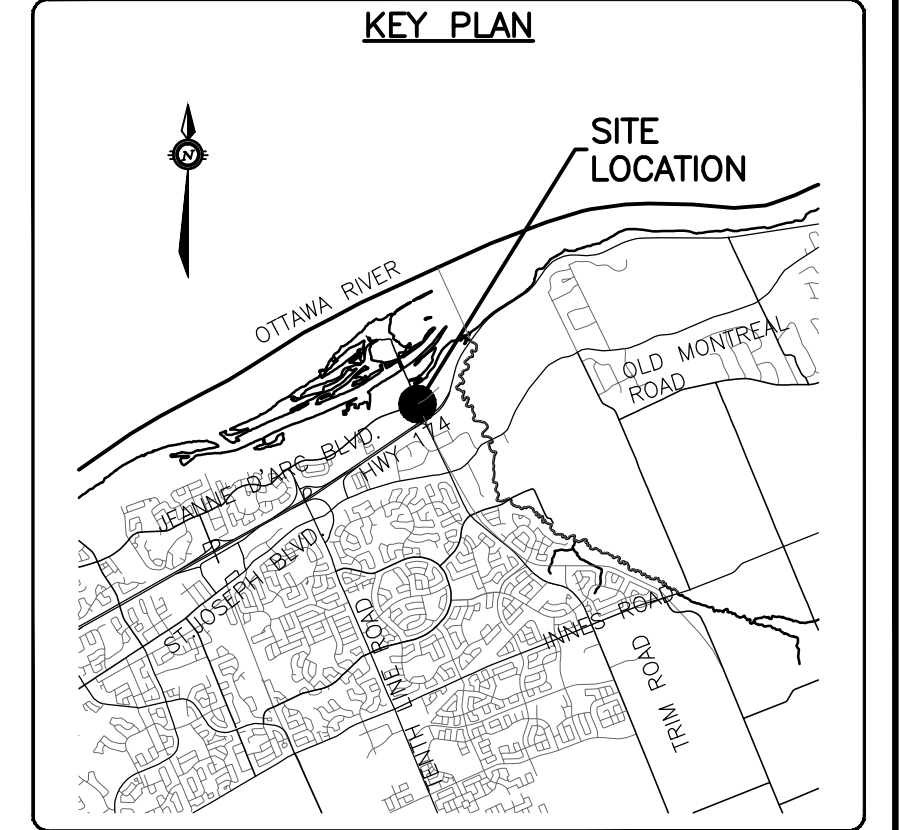 KEY PLAN
N
SITE
LOCATION
OTTAWA RIVER
OLD MONTREAL
ROAD
JEANNE D'ARC BLVD.
HWY 174
ST.JOSEPH BLVD.
TENTH LINE ROAD
INNES ROAD
TRIM ROAD